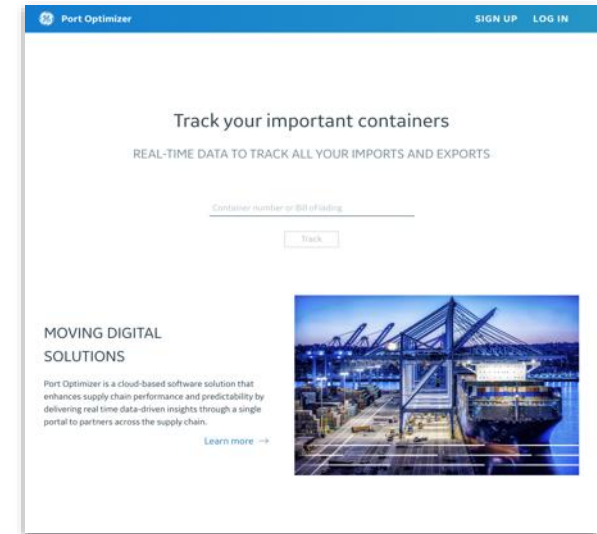 Port Optimizer
SIGN UP LOG IN
Track your important containers
REAL-TIME DATA TO TRACK ALL YOUR IMPORTS AND EXPORTS
Container number or Bill of lading
Track
MOVING DIGITAL
SOLUTIONS
Port Optimizer is a cloud-based software solution that
enhances supply chain performance and predictability by
delivering real time data-driven insights through a single
portal to partners across the supply chain.
Learn more →